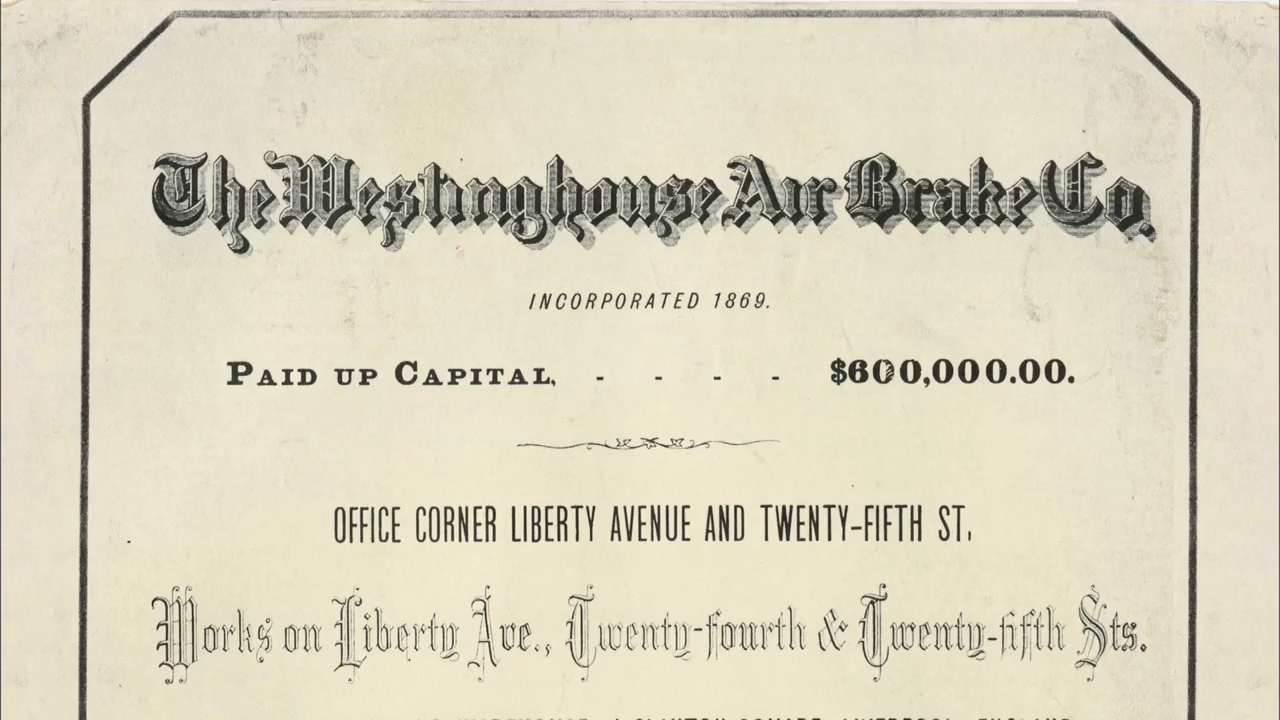 The Westinghouse Air Brake Co.
INCORPORATED 1869.
PAID UP CAPITAL, - - - - $600,000.00.
OFFICE CORNER LIBERTY AVENUE AND TWENTY-FIFTH ST.
Works on Liberty Ave., Twenty-fourth & Twenty-fifth Sts.